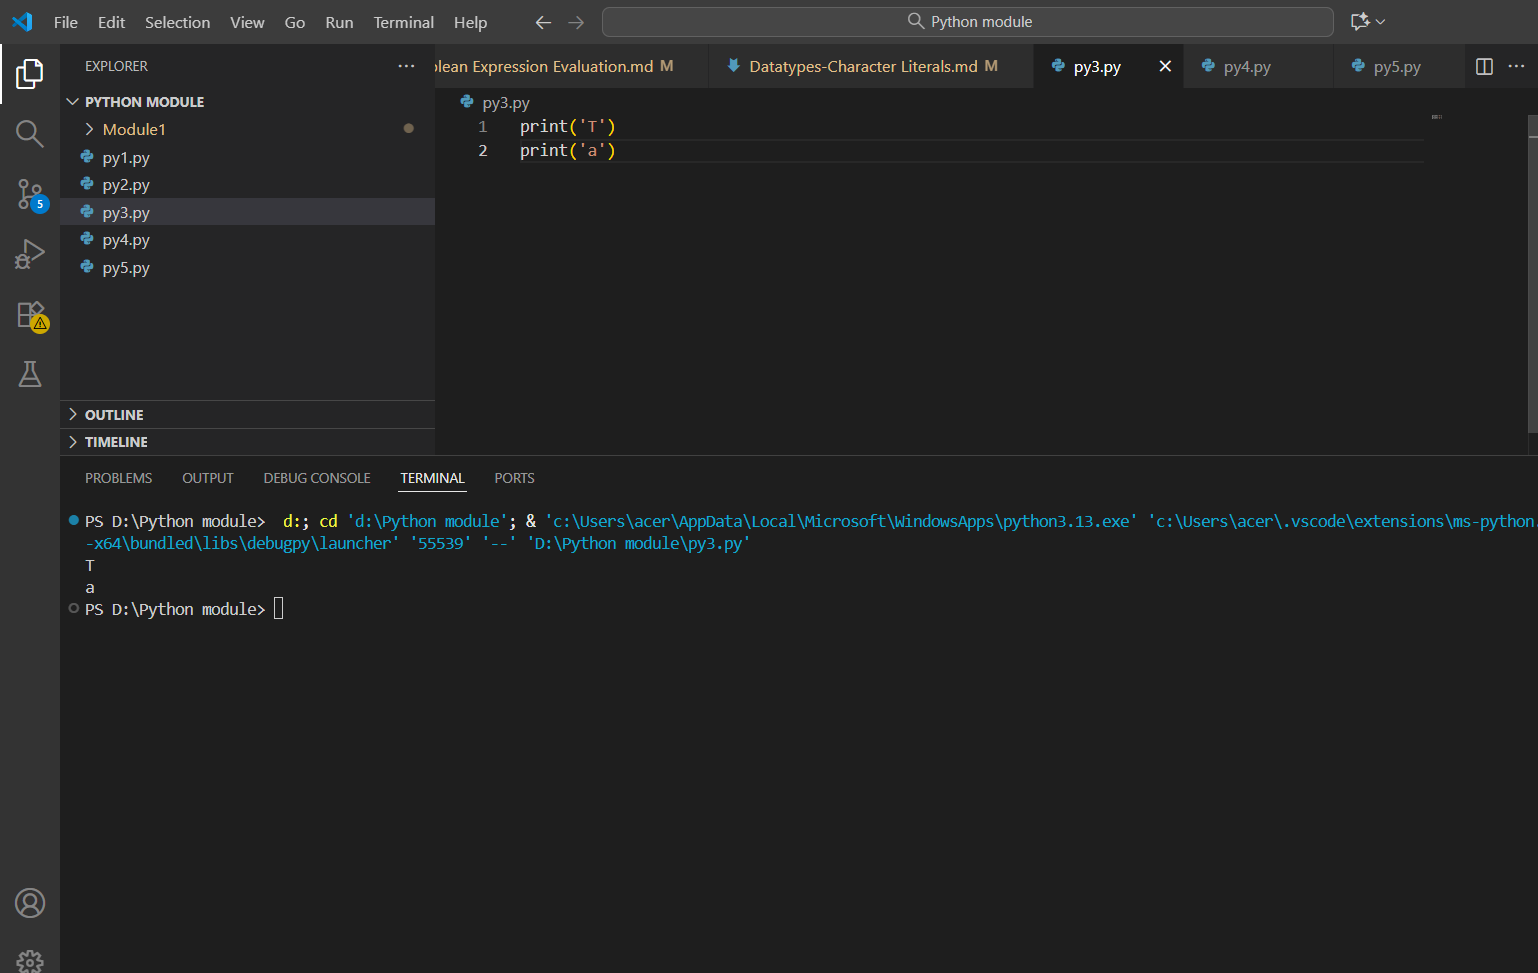 File Edit Selection View Go Run Terminal Help
Python module
EXPLORER
PYTHON MODULE
Module1
py1.py
py2.py
py3.py
py4.py
py5.py
OUTLINE
TIMELINE
5
lean Expression Evaluation.md M
Datatypes-Character Literals.md M
py3.py
py4.py
py5.py
py3.py
1 print('T')
2 print('a')
PROBLEMS OUTPUT DEBUG CONSOLE TERMINAL PORTS
PS D:\Python module> d:; cd 'd:\Python module'; & 'c:\Users\acer\AppData\Local\Microsoft\WindowsApps\python3.13.exe' 'c:\Users\acer\.vscode\extensions\ms-python.
-x64\bundled\libs\debugpy\launcher' '55539' '--' 'D:\Python module\py3.py'
T
a
PS D:\Python module>